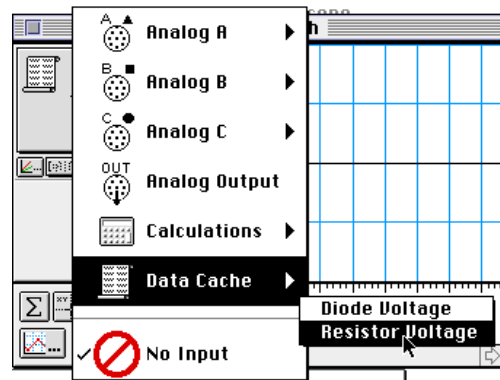 h
A
Analog A
B
Analog B
C
Analog C
OUT
Analog Output
Calculations
Data Cache
Diode Voltage
Resistor Voltage
Σ
✓ No Input